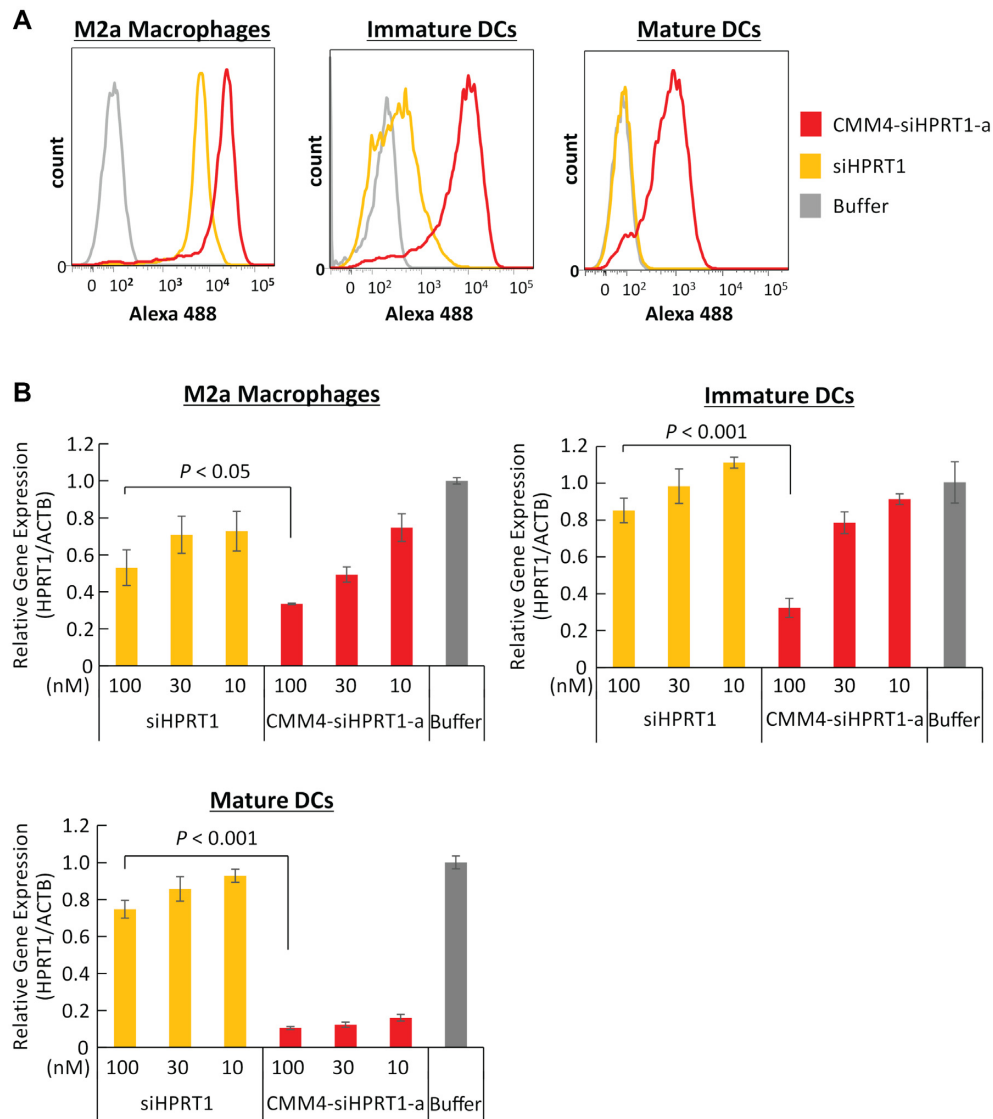 A
M2a Macrophages
Immature DCs
Mature DCs
count
0
0 10² 10³ 10⁴ 10⁵
Alexa 488
count
0
0 10² 10³ 10⁴ 10⁵
Alexa 488
count
0
0 10² 10³ 10⁴ 10⁵
Alexa 488
CMM4-siHPRT1-a
siHPRT1
Buffer
B
M2a Macrophages
Relative Gene Expression
(HPRT1/ACTB)
1.2
1.0
0.8
0.6
0.4
0.2
0
P < 0.05
(nM) 100 30 10 100 30 10
siHPRT1 CMM4-siHPRT1-a Buffer
Immature DCs
Relative Gene Expression
(HPRT1/ACTB)
1.2
1.0
0.8
0.6
0.4
0.2
0
P < 0.001
(nM) 100 30 10 100 30 10
siHPRT1 CMM4-siHPRT1-a Buffer
Mature DCs
Relative Gene Expression
(HPRT1/ACTB)
1.2
1.0
0.8
0.6
0.4
0.2
0
P < 0.001
(nM) 100 30 10 100 30 10
siHPRT1 CMM4-siHPRT1-a Buffer